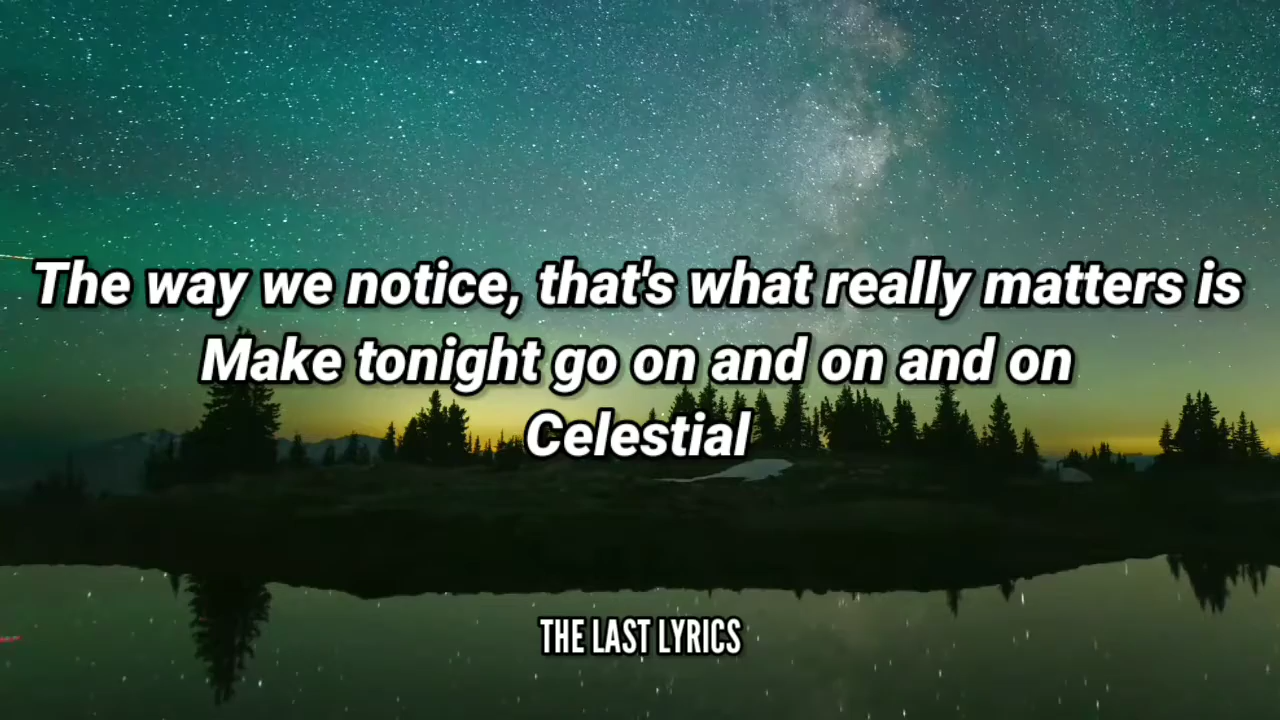 The way we notice, that's what really matters is
Make tonight go on and on and on
Celestial
THE LAST LYRICS